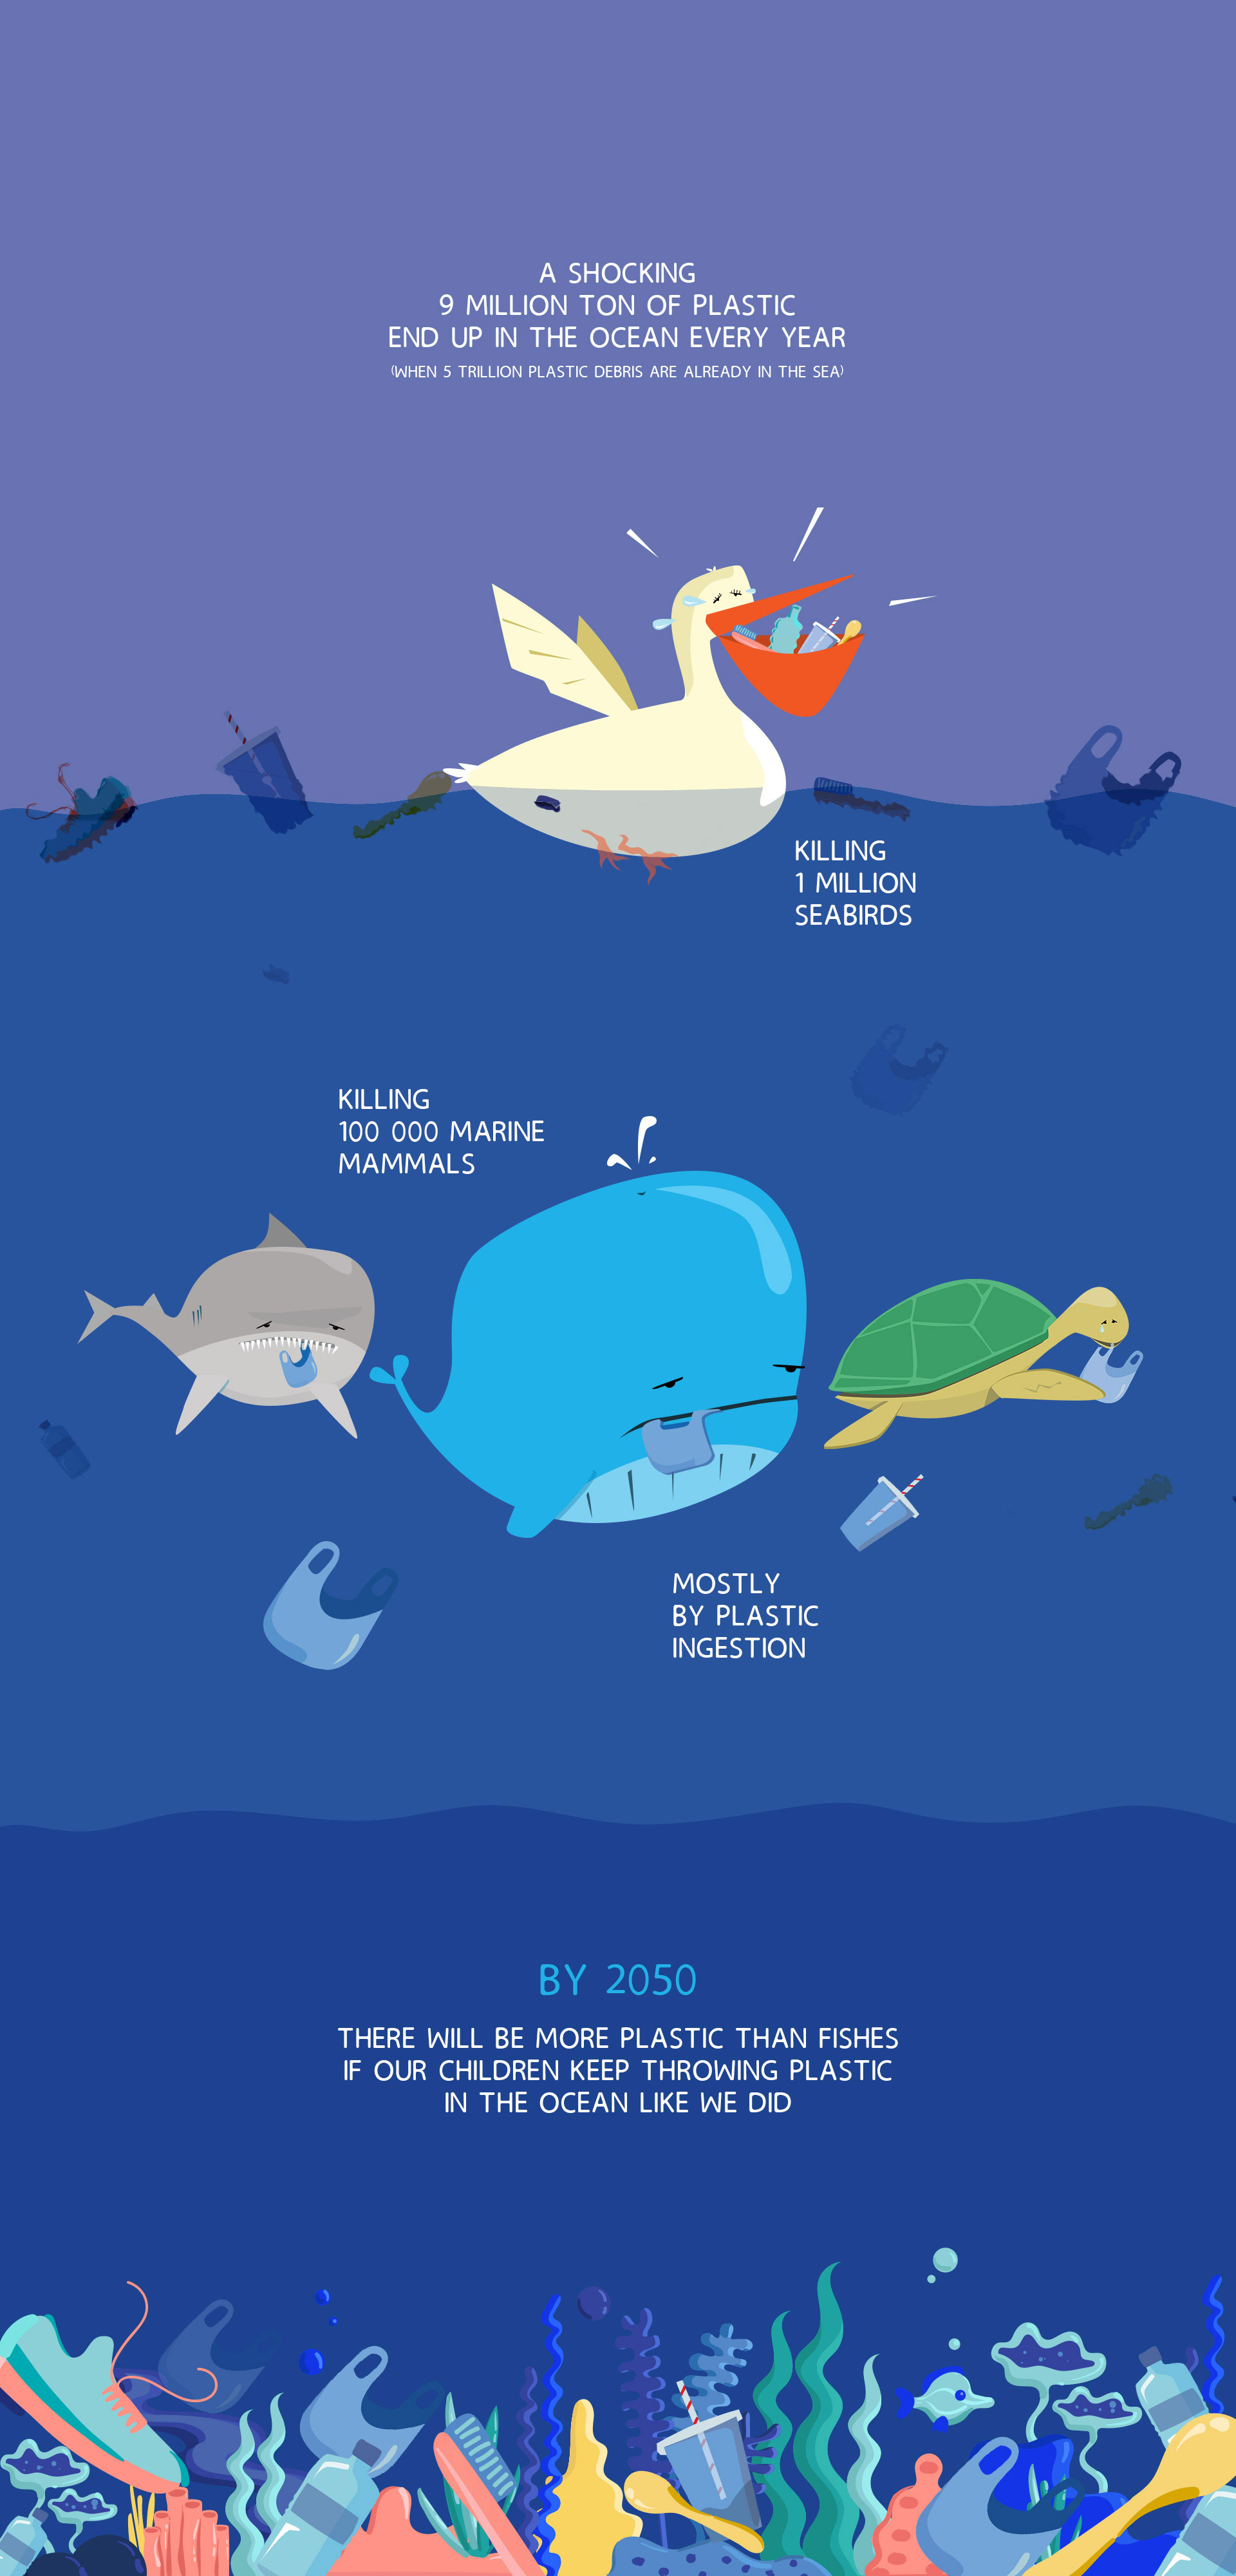 A SHOCKING
9 MILLION TON OF PLASTIC
END UP IN THE OCEAN EVERY YEAR
(WHEN 5 TRILLION PLASTIC DEBRIS ARE ALREADY IN THE SEA)
KILLING
1 MILLION
SEABIRDS
KILLING
100 000 MARINE
MAMMALS
MOSTLY
BY PLASTIC
INGESTION
BY 2050
THERE WILL BE MORE PLASTIC THAN FISHES
IF OUR CHILDREN KEEP THROWING PLASTIC
IN THE OCEAN LIKE WE DID